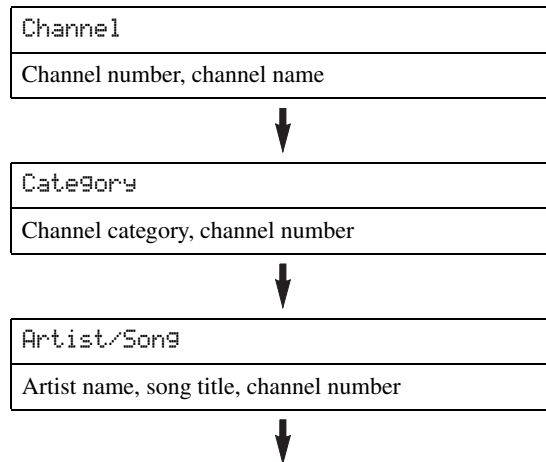 Channel
Channel number, channel name
Category
Channel category, channel number
Artist/Song
Artist name, song title, channel number